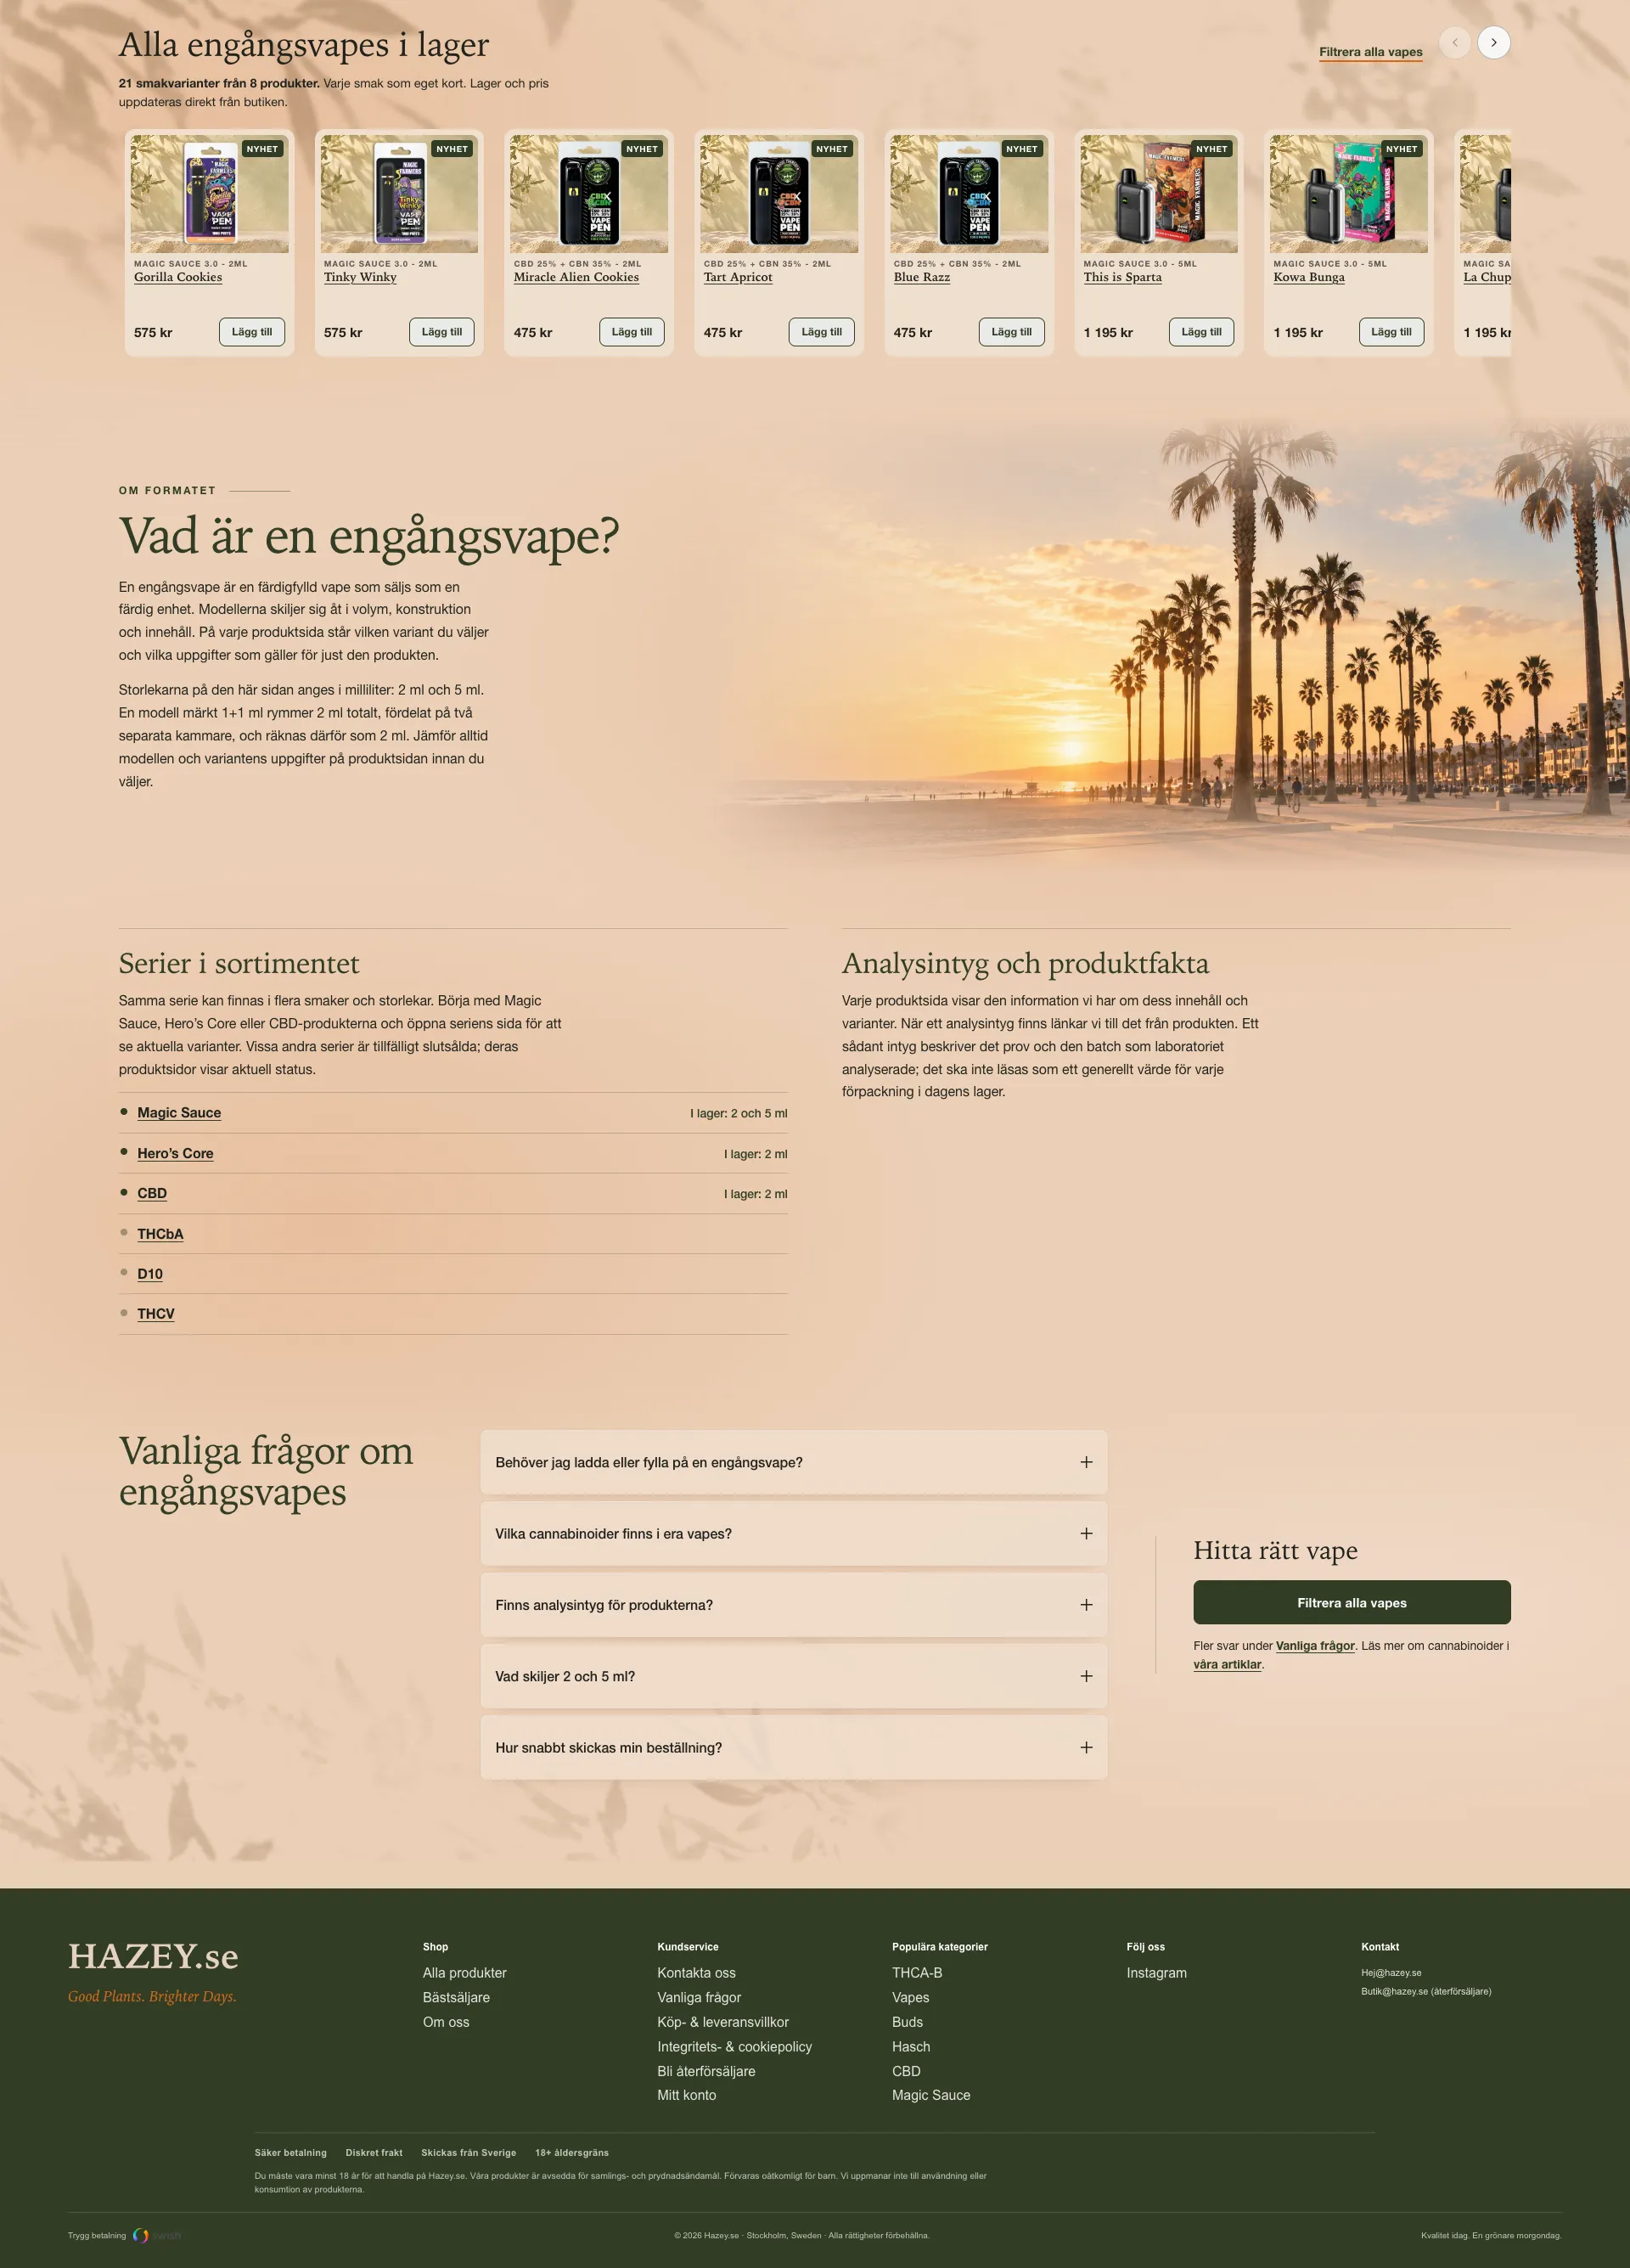 Alla engångsvapes i lager
Filtrera alla vapes
21 smakvarianter från 8 produkter. Varje smak som eget kort. Lager och pris
uppdateras direkt från butiken.
NYHET
MAGIC SAUCE 3.0 - 2ML
Gorilla Cookies
575 kr
Lägg till
NYHET
MAGIC SAUCE 3.0 - 2ML
Tinky Winky
575 kr
Lägg till
NYHET
CBD 25% + CBN 35% - 2ML
Miracle Alien Cookies
475 kr
Lägg till
NYHET
CBD 25% + CBN 35% - 2ML
Tart Apricot
475 kr
Lägg till
NYHET
CBD 25% + CBN 35% - 2ML
Blue Razz
475 kr
Lägg till
NYHET
MAGIC SAUCE 3.0 - 5ML
This is Sparta
1 195 kr
Lägg till
NYHET
MAGIC SAUCE 3.0 - 5ML
Kowa Bunga
1 195 kr
Lägg till
MAGIC SA
La Chup
1 195 kr
OM FORMATET
Vad är en engångsvape?
En engångsvape är en färdigfylld vape som säljs som en
färdig enhet. Modellerna skiljer sig åt i volym, konstruktion
och innehåll. På varje produktsida står vilken variant du väljer
och vilka uppgifter som gäller för just den produkten.
Storlekarna på den här sidan anges i milliliter: 2 ml och 5 ml.
En modell märkt 1+1 ml rymmer 2 ml totalt, fördelat på två
separata kammare, och räknas därför som 2 ml. Jämför alltid
modellen och variantens uppgifter på produktsidan innan du
väljer.
Serier i sortimentet
Samma serie kan finnas i flera smaker och storlekar. Börja med Magic
Sauce, Hero’s Core eller CBD-produkterna och öppna seriens sida för att
se aktuella varianter. Vissa andra serier är tillfälligt slutsålda; deras
produktsidor visar aktuell status.
Magic Sauce I lager: 2 och 5 ml
Hero’s Core I lager: 2 ml
CBD I lager: 2 ml
THCbA
D10
THCV
Analysintyg och produktfakta
Varje produktsida visar den information vi har om dess innehåll och
varianter. När ett analysintyg finns länkar vi till det från produkten. Ett
sådant intyg beskriver det prov och den batch som laboratoriet
analyserade; det ska inte läsas som ett generellt värde för varje
förpackning i dagens lager.
Vanliga frågor om
engångsvapes
Behöver jag ladda eller fylla på en engångsvape?
Vilka cannabinoider finns i era vapes?
Finns analysintyg för produkterna?
Vad skiljer 2 och 5 ml?
Hur snabbt skickas min beställning?
Hitta rätt vape
Filtrera alla vapes
Fler svar under Vanliga frågor. Läs mer om cannabinoider i
våra artiklar.
HAZEY.se
Good Plants. Brighter Days.
Shop
Alla produkter
Bästsäljare
Om oss
Kundservice
Kontakta oss
Vanliga frågor
Köp- & leveransvillkor
Integritets- & cookiepolicy
Bli återförsäljare
Mitt konto
Populära kategorier
THCA-B
Vapes
Buds
Hasch
CBD
Magic Sauce
Följ oss
Instagram
Kontakt
Hej@hazey.se
Butik@hazey.se (återförsäljare)
Säker betalning Diskret frakt Skickas från Sverige 18+ åldersgräns
Du måste vara minst 18 år för att handla på Hazey.se. Våra produkter är avsedda för samlings- och prydnadsändamål. Förvaras oåtkomligt för barn. Vi uppmanar inte till användning eller
konsumtion av produkterna.
Trygg betalning swish
© 2026 Hazey.se · Stockholm, Sweden · Alla rättigheter förbehållna.
Kvalitet idag. En grönare morgondag.